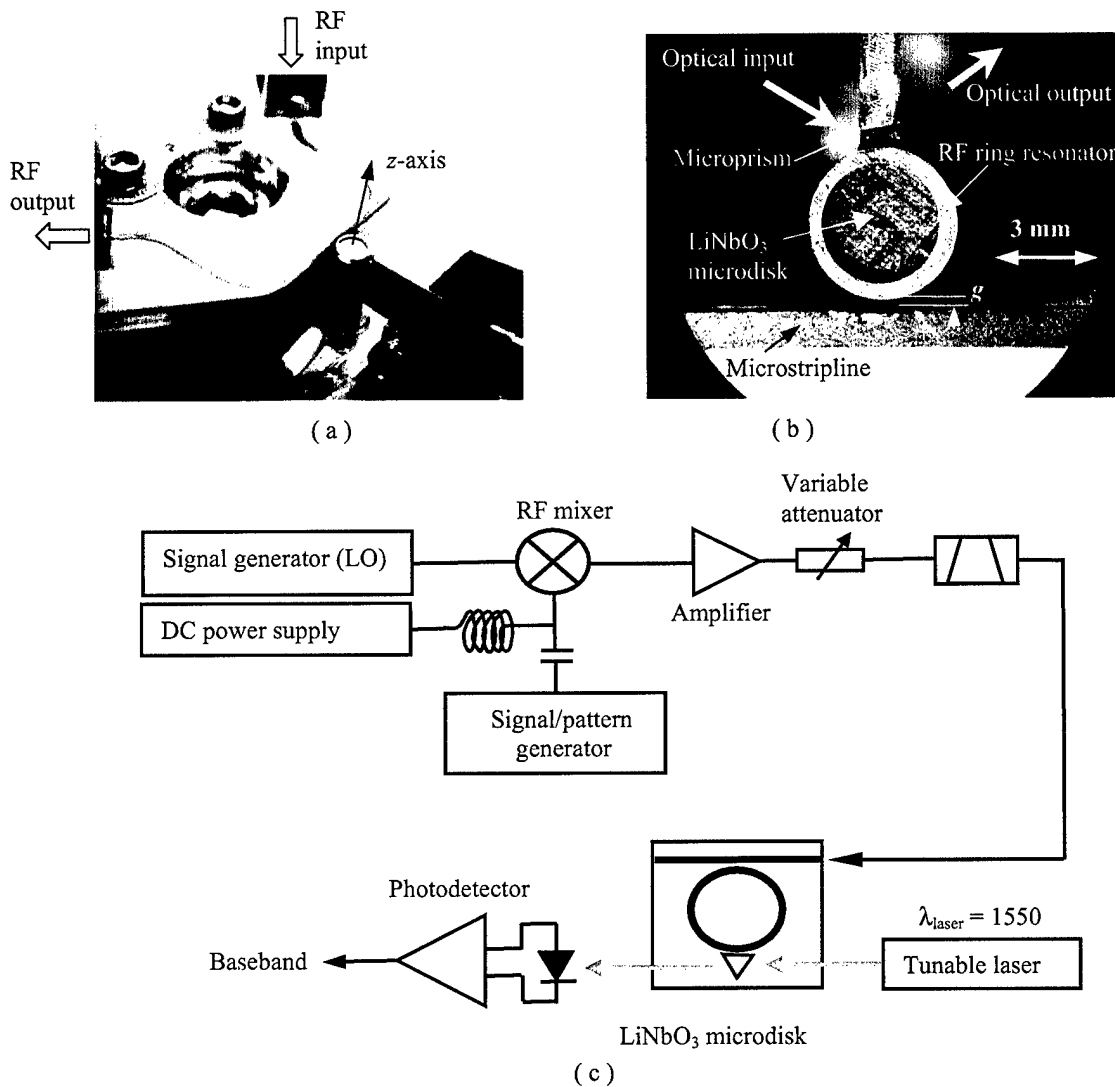 RF
input
RF
output
z-axis
( a )
Optical input
Optical output
Microprism
RF ring resonator
LiNbO₃
microdisk
3 mm
g
Microstripline
( b )
Signal generator (LO)
RF mixer
Variable
attenuator
DC power supply
Amplifier
Signal/pattern
generator
Photodetector
λlaser = 1550
Baseband
Tunable laser
LiNbO₃ microdisk
( c )